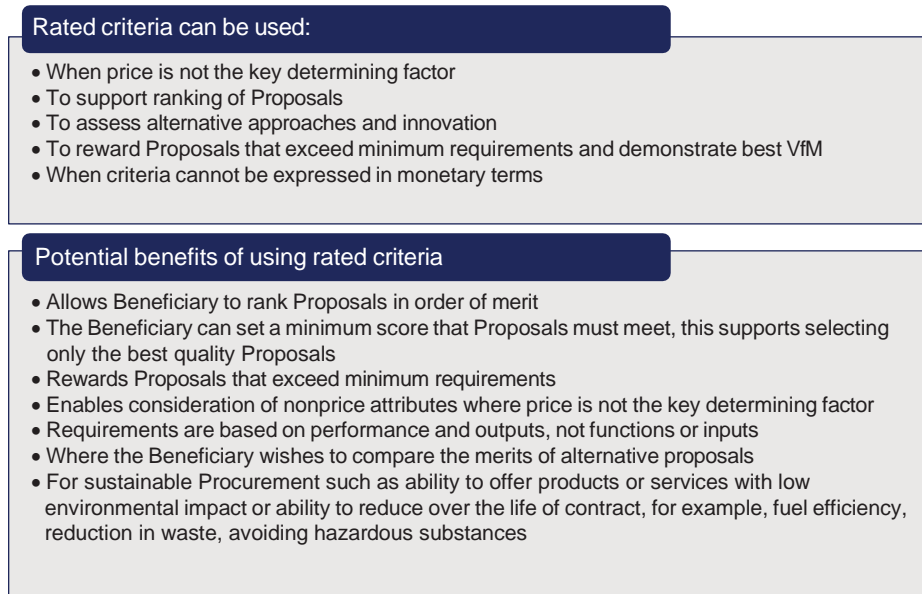 Rated criteria can be used:
• When price is not the key determining factor
• To support ranking of Proposals
• To assess alternative approaches and innovation
• To reward Proposals that exceed minimum requirements and demonstrate best VfM
• When criteria cannot be expressed in monetary terms
Potential benefits of using rated criteria
• Allows Beneficiary to rank Proposals in order of merit
• The Beneficiary can set a minimum score that Proposals must meet, this supports selecting
only the best quality Proposals
• Rewards Proposals that exceed minimum requirements
• Enables consideration of nonprice attributes where price is not the key determining factor
• Requirements are based on performance and outputs, not functions or inputs
• Where the Beneficiary wishes to compare the merits of alternative proposals
• For sustainable Procurement such as ability to offer products or services with low
environmental impact or ability to reduce over the life of contract, for example, fuel efficiency,
reduction in waste, avoiding hazardous substances